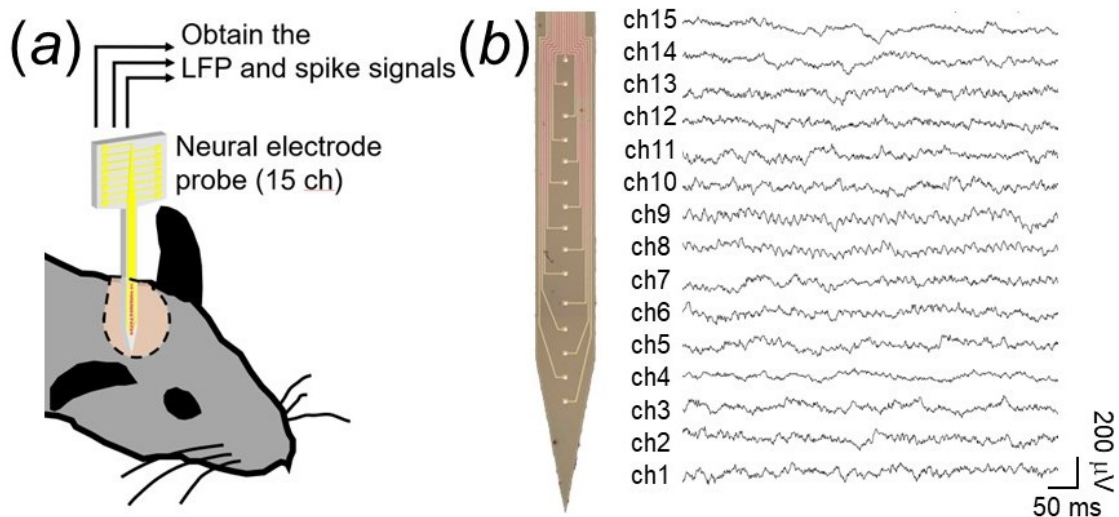 (a)
Obtain the
LFP and spike signals
Neural electrode
probe (15 ch)
(b)
ch15
ch14
ch13
ch12
ch11
ch10
ch9
ch8
ch7
ch6
ch5
ch4
ch3
ch2
ch1
200 μV
50 ms